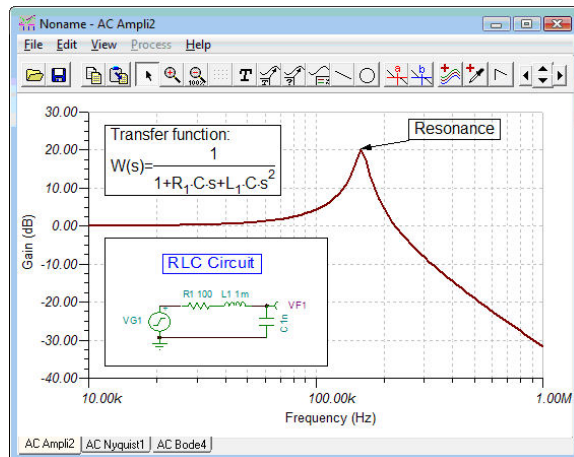 Noname - AC Ampli2
File Edit View Process Help
100%
T
a b
30.00
20.00
10.00
0.00
-10.00
-20.00
-30.00
-40.00
Gain (dB)
Transfer function:
W(s)=1/(1+R₁·C·s+L₁·C·s²)
Resonance
RLC Circuit
R1 100 L1 1m
VF1
VG1
C 1n
10.00k 100.00k 1.00M
Frequency (Hz)
AC Ampli2 AC Nyquist1 AC Bode4